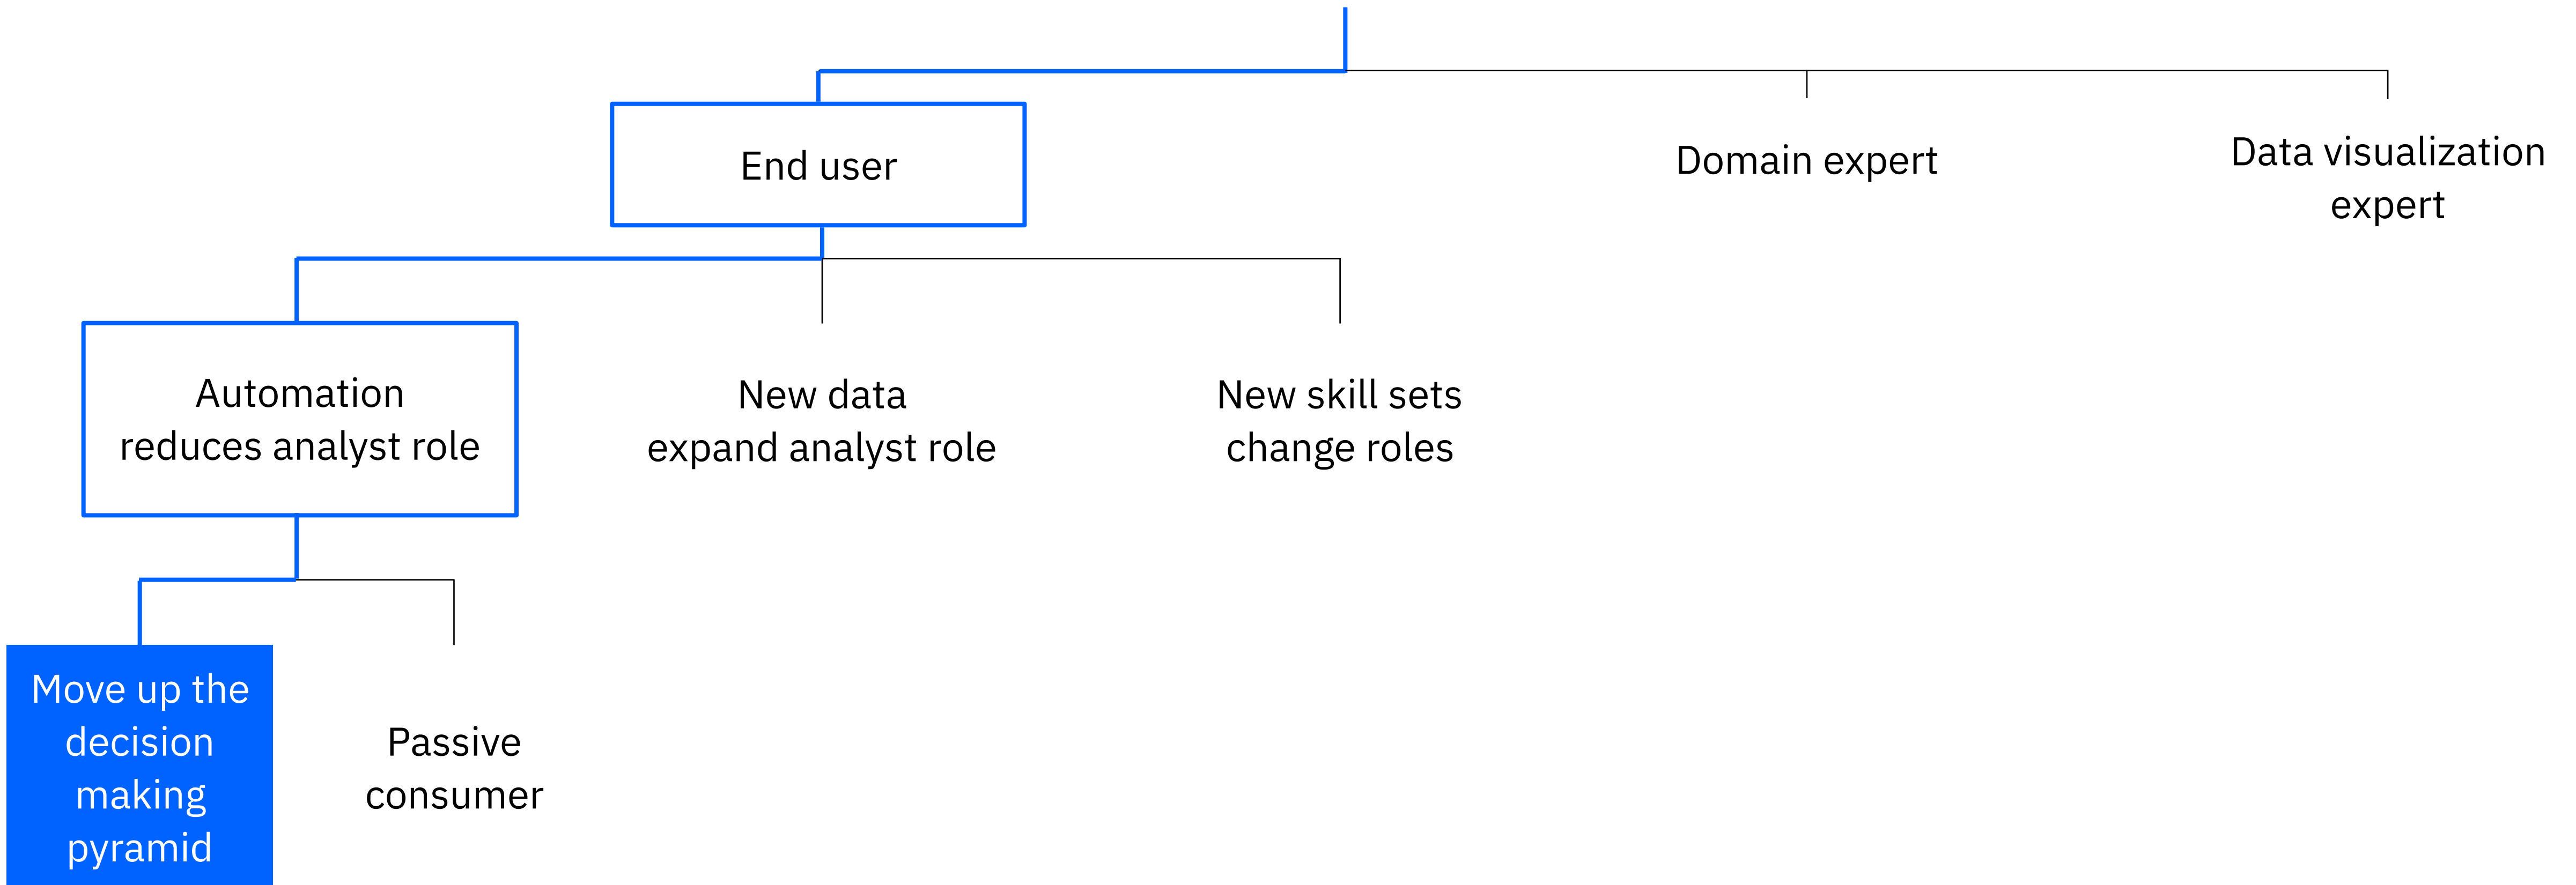 End user
Domain expert
Data visualization
expert
Automation
reduces analyst role
New data
expand analyst role
New skill sets
change roles
Move up the
decision
making
pyramid
Passive
consumer